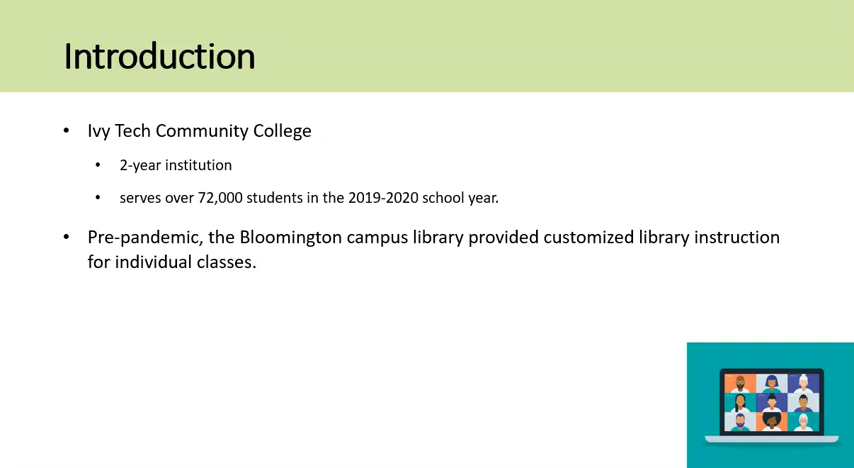 Introduction
• Ivy Tech Community College
• 2-year institution
• serves over 72,000 students in the 2019-2020 school year.
• Pre-pandemic, the Bloomington campus library provided customized library instruction
for individual classes.